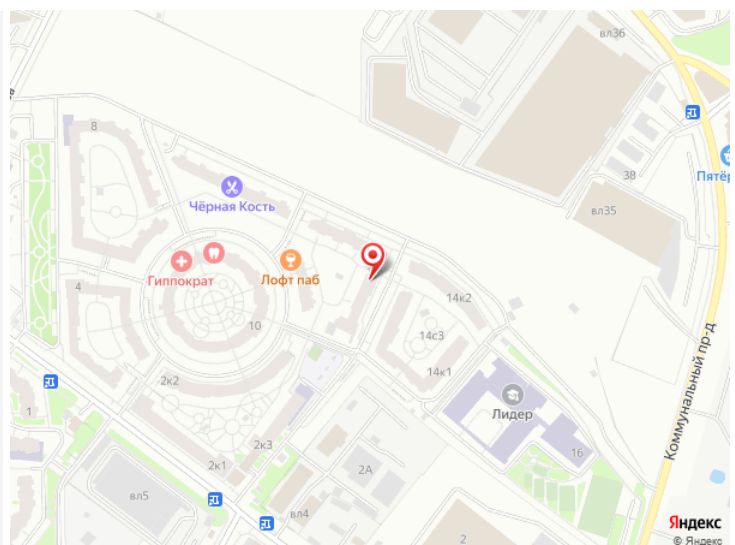 вл36
8
38
Пятёр
вл35
Чёрная Кость
Гиппократ
Лофт паб
4
10
14к2
14с3
14к1
2к2
1
Лидер
16
2к3
2к1
2А
вл5
вл4
2
Коммунальный пр-д
Яндекс
© Яндекс